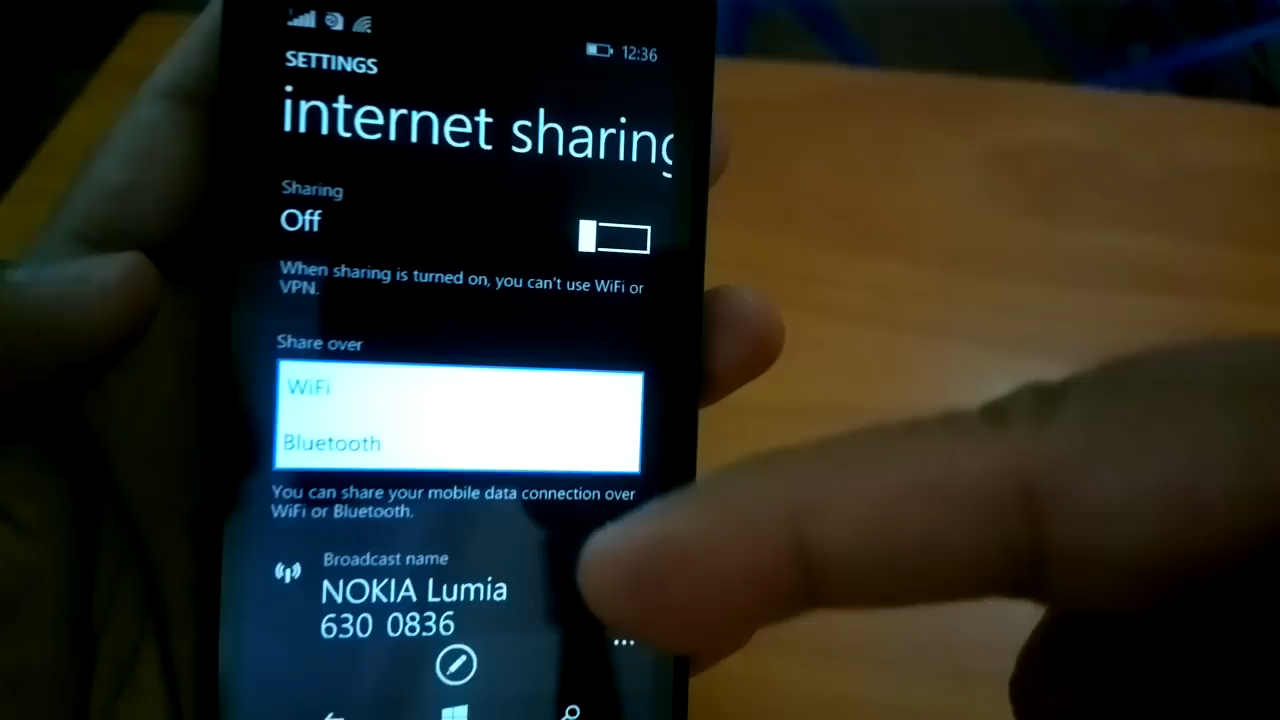 12:36
SETTINGS
internet sharing
Sharing
Off
When sharing is turned on, you can't use WiFi or
VPN.
Share over
WiFi
Bluetooth
You can share your mobile data connection over
WiFi or Bluetooth.
Broadcast name
NOKIA Lumia
630 0836